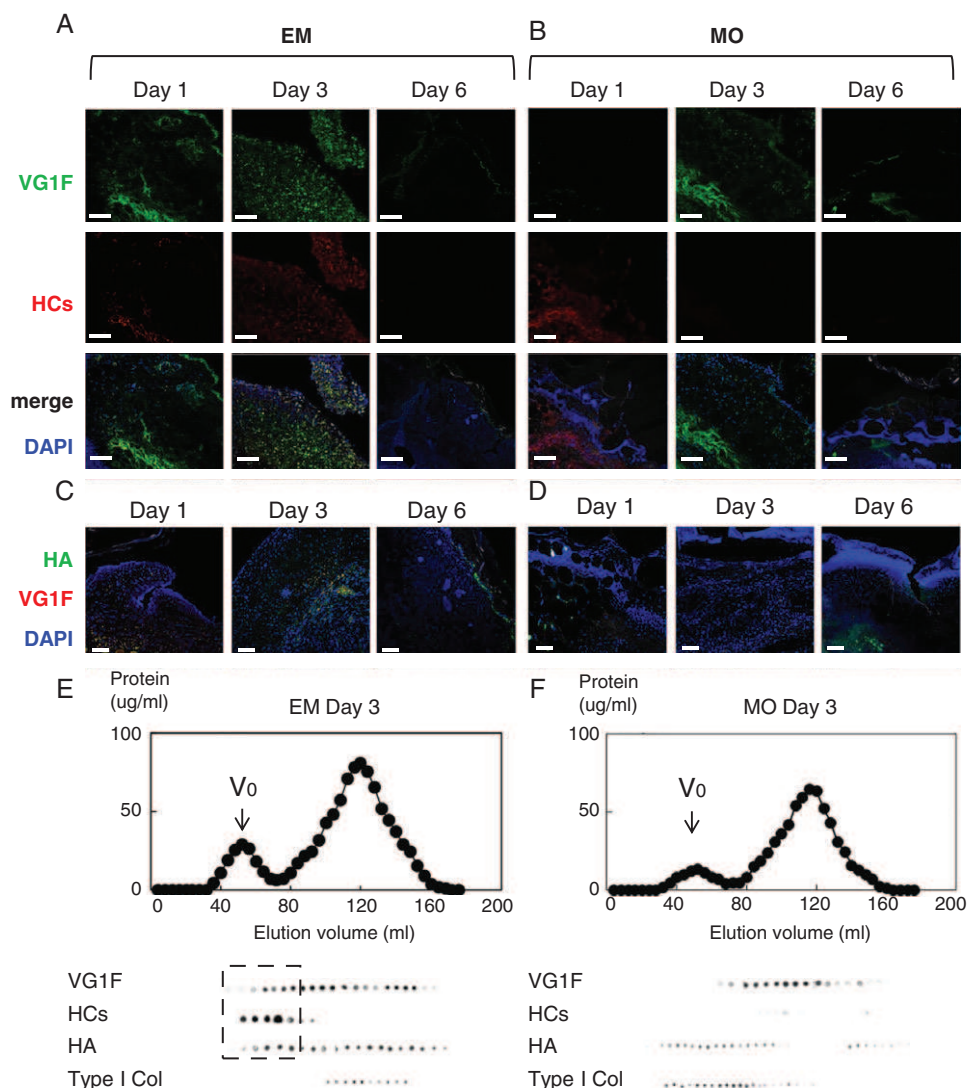 A
EM
B
MO
Day 1
Day 3
Day 6
Day 1
Day 3
Day 6
VG1F
HCs
merge
DAPI
C
Day 1
Day 3
Day 6
D
Day 1
Day 3
Day 6
HA
VG1F
DAPI
E
Protein
(ug/ml)
EM Day 3
100
50
0
V0
0
40
80
120
160
200
Elution volume (ml)
VG1F
HCs
HA
Type I Col
F
Protein
(ug/ml)
MO Day 3
100
50
0
V0
0
40
80
120
160
200
Elution volume (ml)
VG1F
HCs
HA
Type I Col